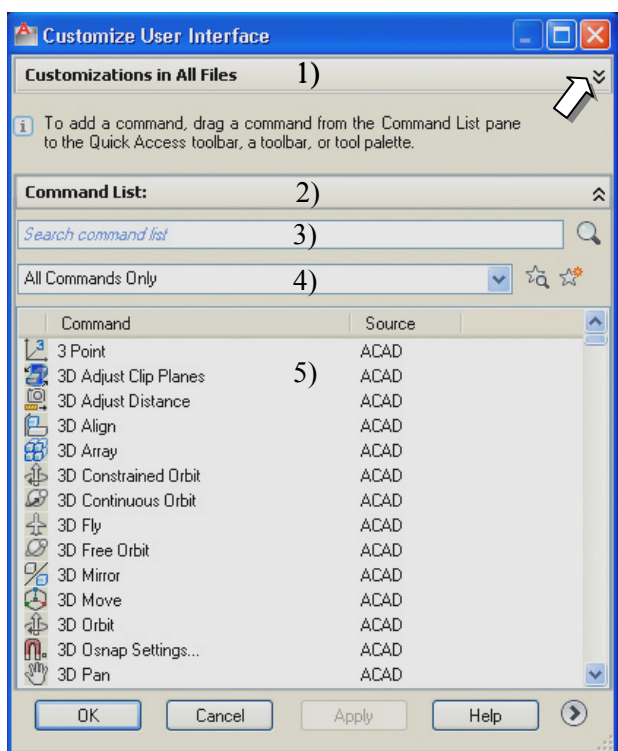 Customize User Interface
Customizations in All Files 1)
To add a command, drag a command from the Command List pane
to the Quick Access toolbar, a toolbar, or tool palette.
Command List: 2)
Search command list 3)
All Commands Only 4)
Command Source
3 Point ACAD
3D Adjust Clip Planes 5) ACAD
3D Adjust Distance ACAD
3D Align ACAD
3D Array ACAD
3D Constrained Orbit ACAD
3D Continuous Orbit ACAD
3D Fly ACAD
3D Free Orbit ACAD
3D Mirror ACAD
3D Move ACAD
3D Orbit ACAD
3D Osnap Settings... ACAD
3D Pan ACAD
OK Cancel Apply Help